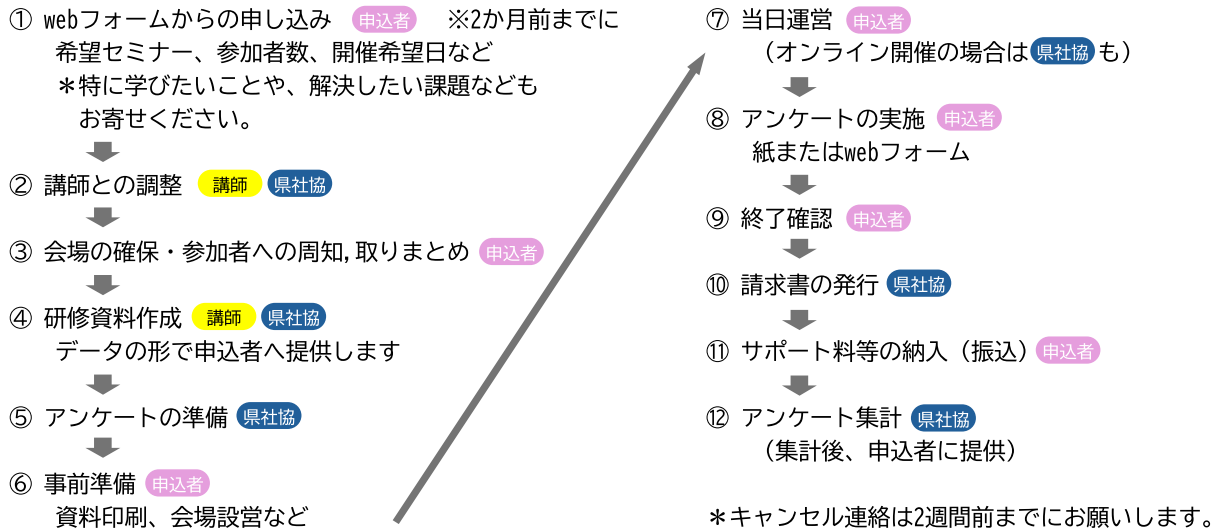 ① webフォームからの申し込み 申込者 ※2か月前までに
希望セミナー、参加者数、開催希望日など
＊特に学びたいことや、解決したい課題なども
お寄せください。
② 講師との調整 講師 県社協
③ 会場の確保・参加者への周知,取りまとめ 申込者
④ 研修資料作成 講師 県社協
データの形で申込者へ提供します
⑤ アンケートの準備 県社協
⑥ 事前準備 申込者
資料印刷、会場設営など
⑦ 当日運営 申込者
（オンライン開催の場合は 県社協 も）
⑧ アンケートの実施 申込者
紙またはwebフォーム
⑨ 終了確認 申込者
⑩ 請求書の発行 県社協
⑪ サポート料等の納入（振込） 申込者
⑫ アンケート集計 県社協
（集計後、申込者に提供）
＊キャンセル連絡は2週間前までにお願いします。